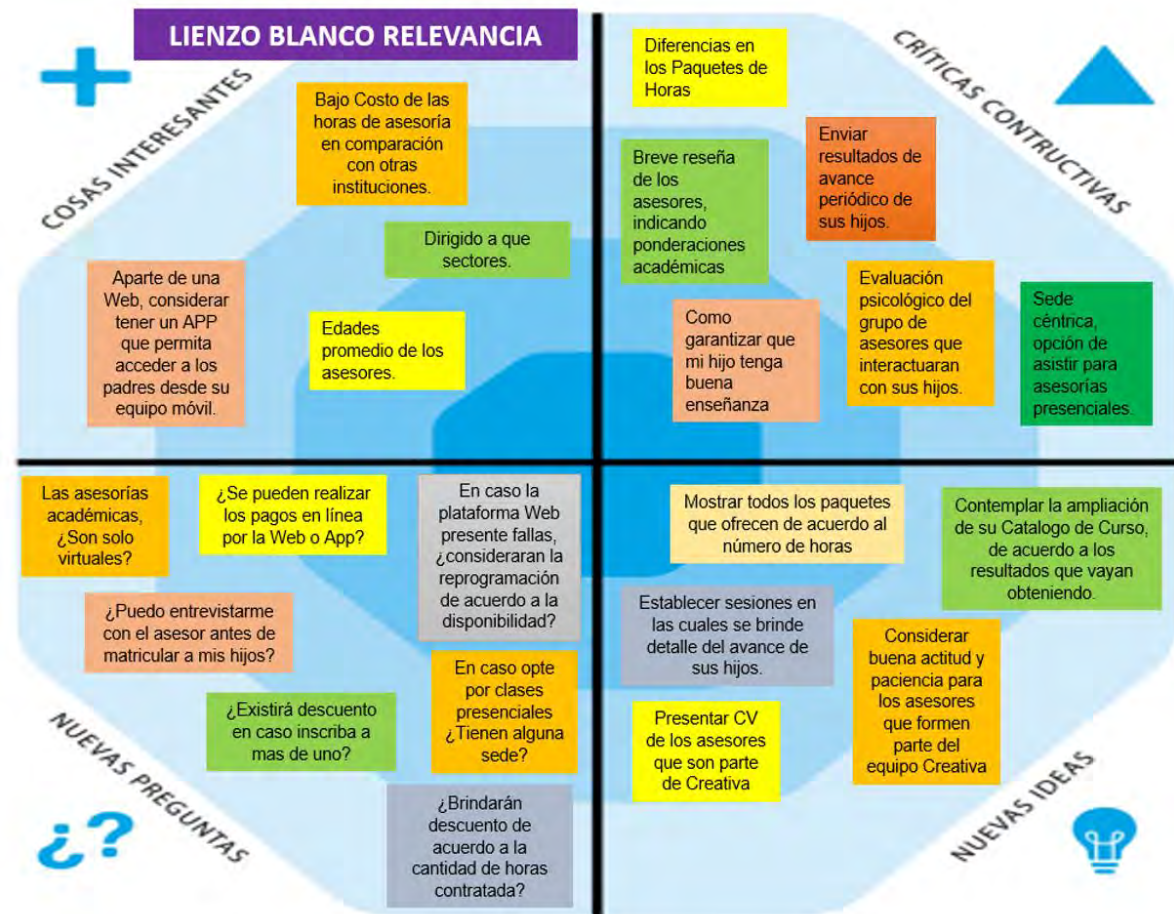 LIENZO BLANCO RELEVANCIA
COSAS INTERESANTES
Bajo Costo de las
horas de asesoría
en comparación
con otras
instituciones.
Dirigido a que
sectores.
Aparte de una
Web, considerar
tener un APP
que permita
acceder a los
padres desde su
equipo móvil.
Edades
promedio de los
asesores.
CRÍTICAS CONTRUCTIVAS
Diferencias en
los Paquetes de
Horas
Breve reseña
de los
asesores,
indicando
ponderaciones
académicas
Enviar
resultados de
avance
periódico de
sus hijos.
Como
garantizar que
mi hijo tenga
buena
enseñanza
Evaluación
psicológico del
grupo de
asesores que
interactuaran
con sus hijos.
Sede
céntrica,
opción de
asistir para
asesorías
presenciales.
Las asesorías
académicas,
¿Son solo
virtuales?
¿Se pueden realizar
los pagos en línea
por la Web o App?
En caso la
plataforma Web
presente fallas,
¿consideraran la
reprogramación
de acuerdo a la
disponibilidad?
¿Puedo entrevistarme
con el asesor antes de
matricular a mis hijos?
¿Existirá descuento
en caso inscriba a
mas de uno?
En caso opte
por clases
presenciales
¿Tienen alguna
sede?
¿Brindarán
descuento de
acuerdo a la
cantidad de horas
contratada?
NUEVAS PREGUNTAS
¿?
Mostrar todos los paquetes
que ofrecen de acuerdo al
número de horas
Contemplar la ampliación
de su Catalogo de Curso,
de acuerdo a los
resultados que vayan
obteniendo.
Establecer sesiones en
las cuales se brinde
detalle del avance de
sus hijos.
Considerar
buena actitud y
paciencia para
los asesores
que formen
parte del
equipo Creativa
Presentar CV
de los asesores
que son parte
de Creativa
NUEVAS IDEAS